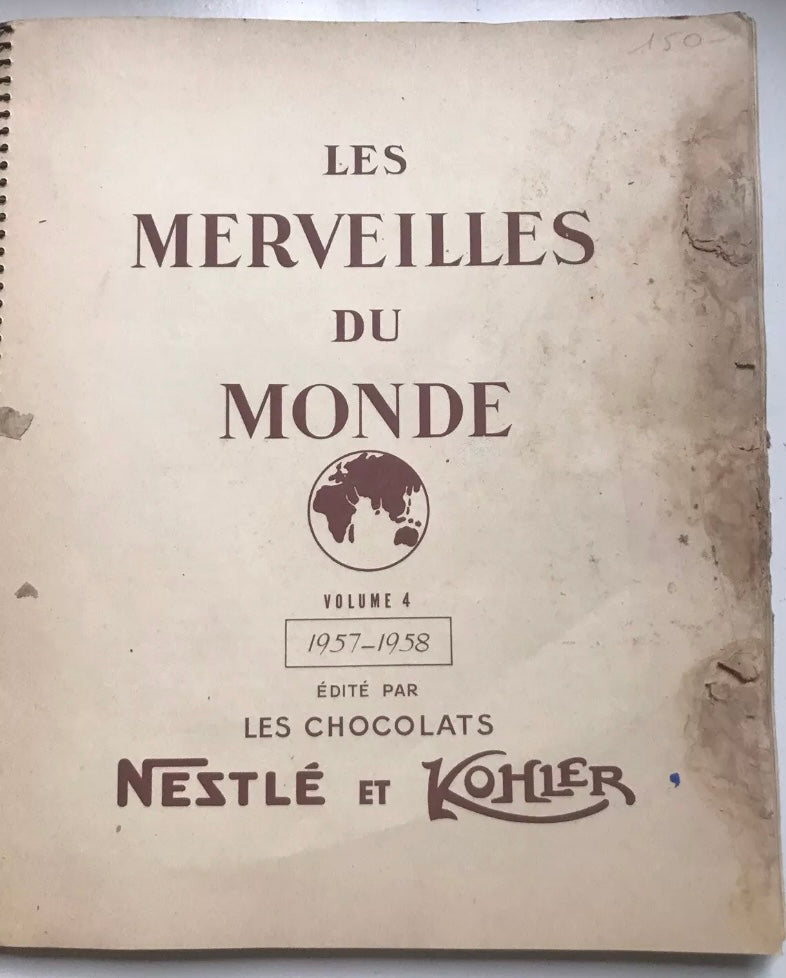 150-
LES
MERVEILLES
DU
MONDE
VOLUME 4
1957-1958
ÉDITÉ PAR
LES CHOCOLATS
NESTLÉ ET KOHLER